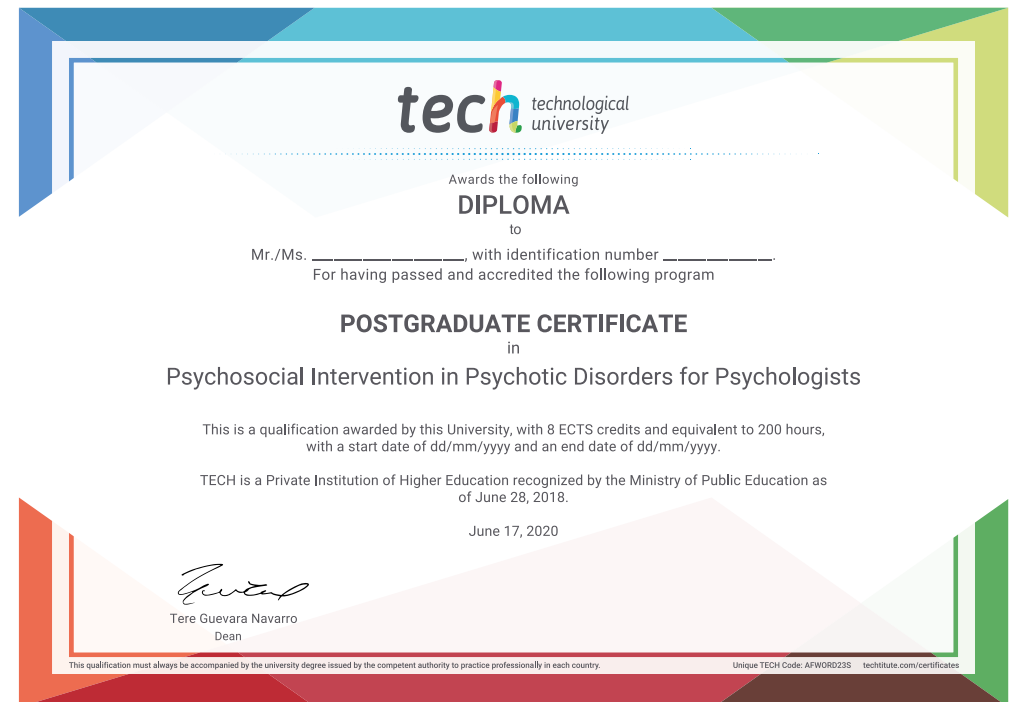 tech technological
university
Awards the following
DIPLOMA
to
Mr./Ms. ________________, with identification number ____________.
For having passed and accredited the following program
POSTGRADUATE CERTIFICATE
in
Psychosocial Intervention in Psychotic Disorders for Psychologists
This is a qualification awarded by this University, with 8 ECTS credits and equivalent to 200 hours,
with a start date of dd/mm/yyyy and an end date of dd/mm/yyyy.
TECH is a Private Institution of Higher Education recognized by the Ministry of Public Education as
of June 28, 2018.
June 17, 2020
Tere Guevara Navarro
Dean
This qualification must always be accompanied by the university degree issued by the competent authority to practice professionally in each country.
Unique TECH Code: AFWORD23S techtitute.com/certificates